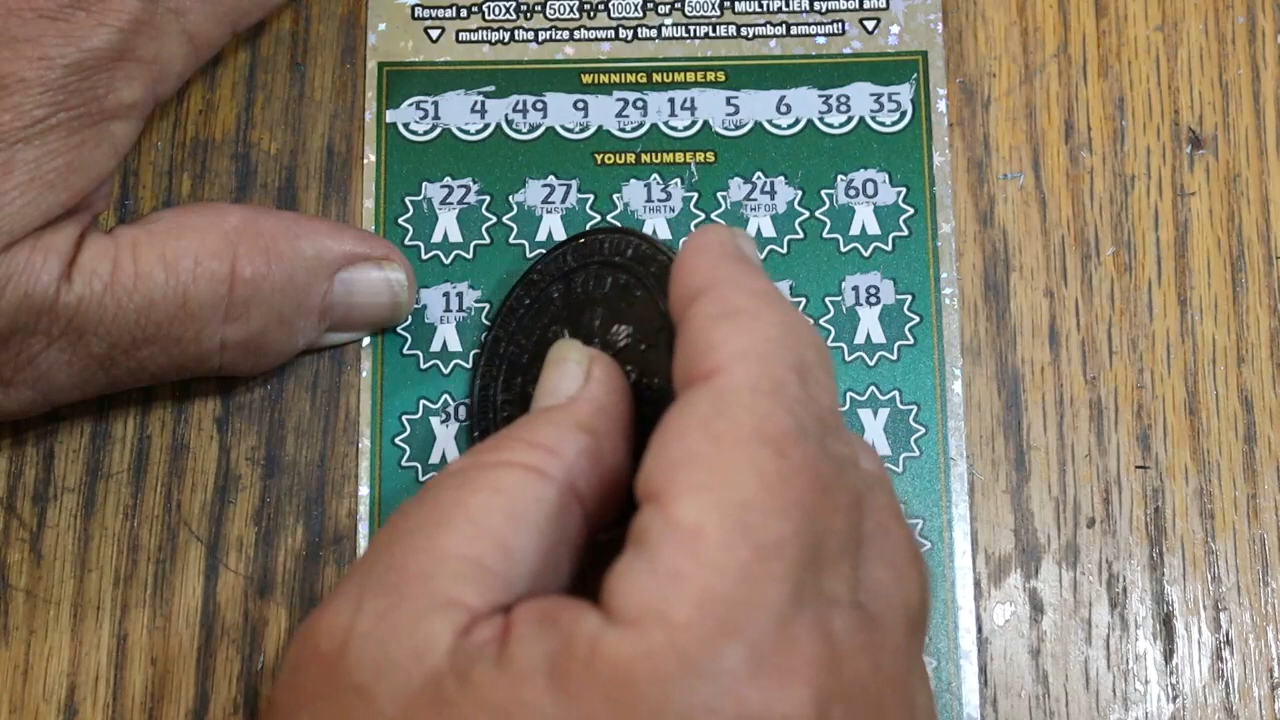 Reveal a "10X", "50X", "100X" or "500X" MULTIPLIER symbol and
multiply the prize shown by the MULTIPLIER symbol amount!
WINNING NUMBERS
51 4 49 9 29 14 5 6 38 35
FIVE
YOUR NUMBERS
22 27 13 24 60
THRTN TWFOR
X X X X X
11 18
X X
X X